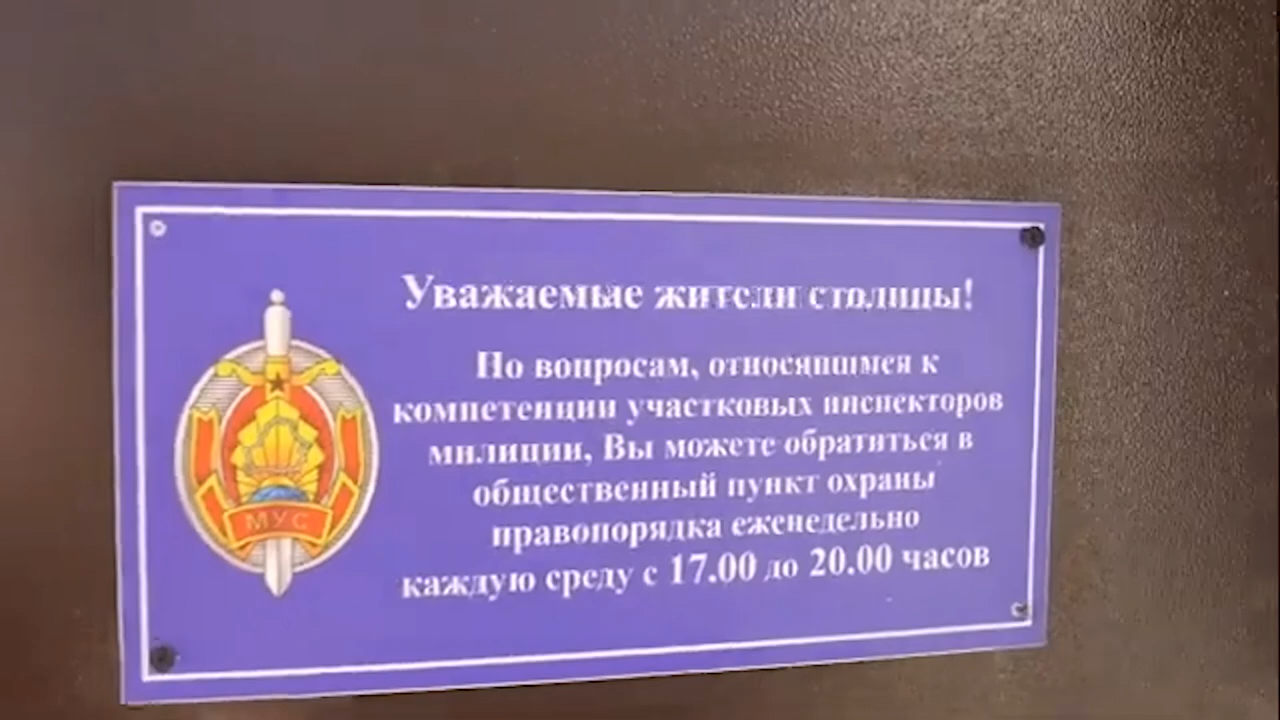 Уважаемые жители столицы!
По вопросам, относящимся к
компетенции участковых инспекторов
милиции, Вы можете обратиться в
общественный пункт охраны
правопорядка еженедельно
каждую среду с 17.00 до 20.00 часов
МУС